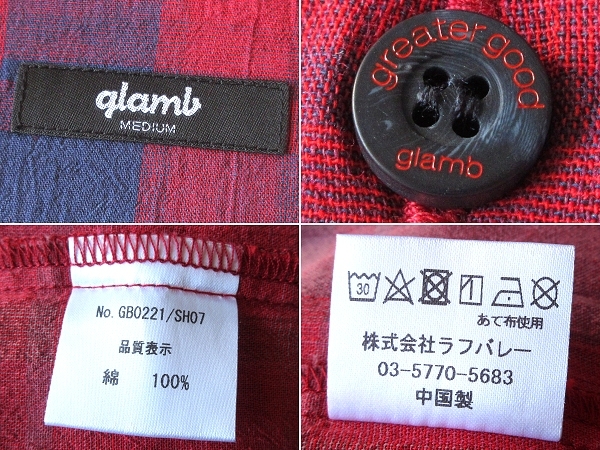 glamb
MEDIUM
greater good
glamb
No. GB0221/SH07
品質表示
綿 100%
30
あて布使用
株式会社ラフバレー
03-5770-5683
中国製